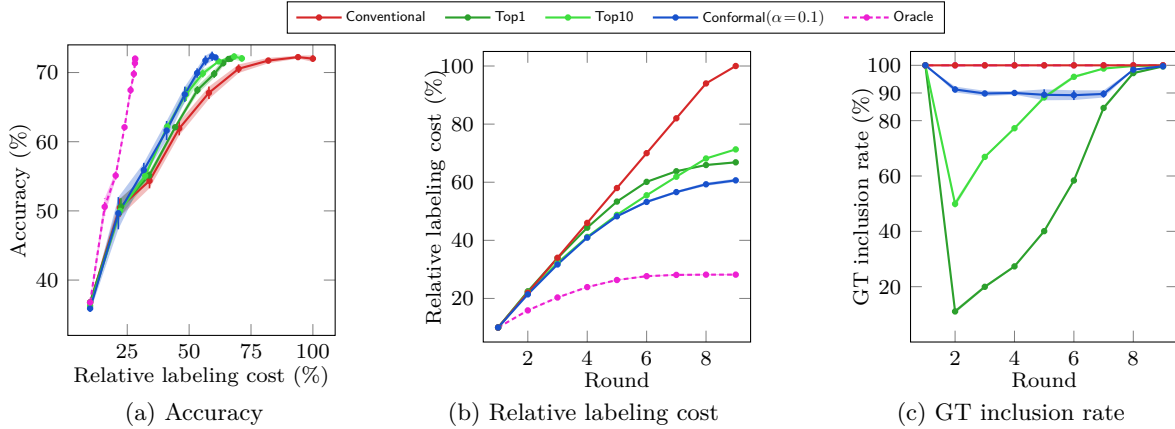 Conventional Top1 Top10 Conformal(α=0.1) Oracle
Accuracy (%)
70
60
50
40
25 50 75 100
Relative labeling cost (%)
(a) Accuracy
Relative labeling cost (%)
100
80
60
40
20
2 4 6 8
Round
(b) Relative labeling cost
GT inclusion rate (%)
100
90
80
60
40
20
2 4 6 8
Round
(c) GT inclusion rate